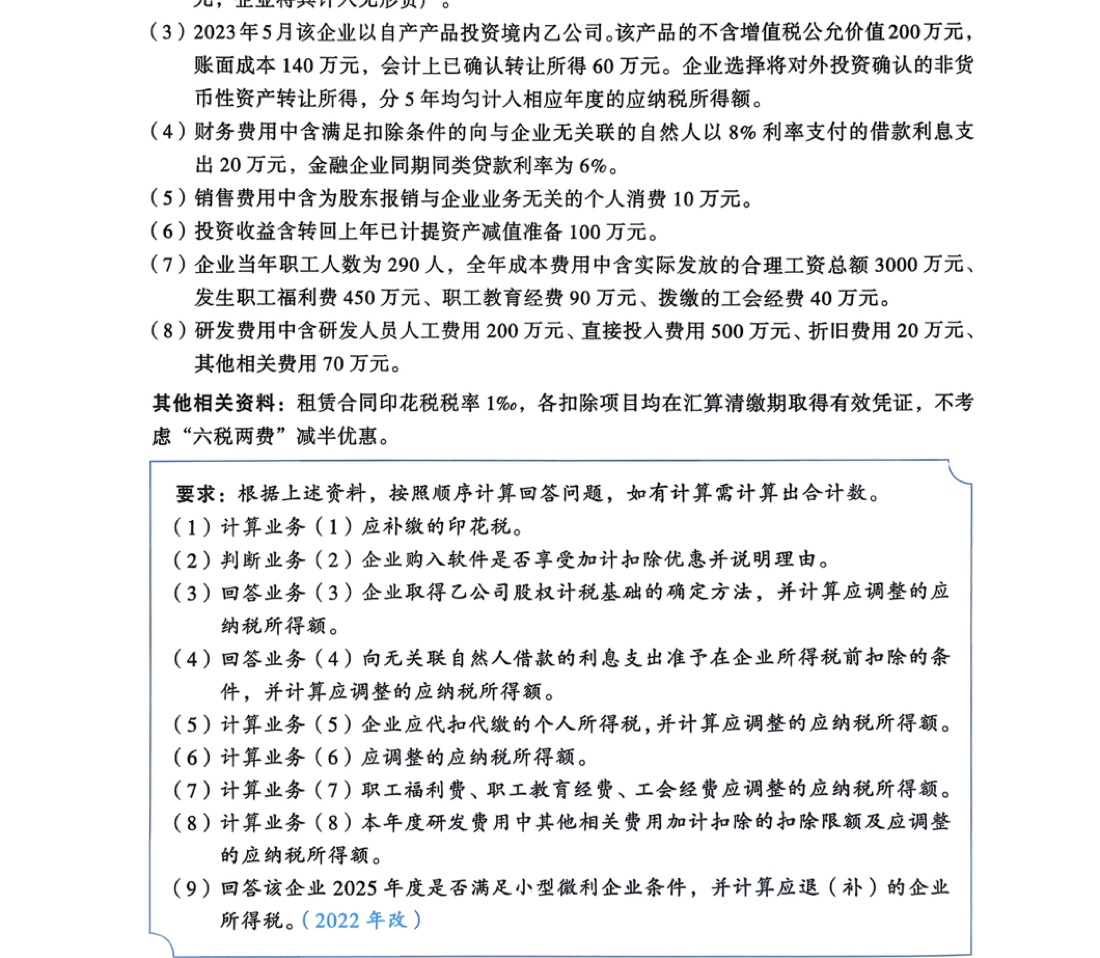 元，企业将其计入无形资产。
（3）2023年5月该企业以自产产品投资境内乙公司。该产品的不含增值税公允价值200万元，
账面成本140万元，会计上已确认转让所得60万元。企业选择将对外投资确认的非货
币性资产转让所得，分5年均匀计人相应年度的应纳税所得额。
（4）财务费用中含满足扣除条件的向与企业无关联的自然人以8%利率支付的借款利息支
出20万元，金融企业同期同类贷款利率为6%。
（5）销售费用中含为股东报销与企业业务无关的个人消费10万元。
（6）投资收益含转回上年已计提资产减值准备100万元。
（7）企业当年职工人数为290人，全年成本费用中含实际发放的合理工资总额3000万元、
发生职工福利费450万元、职工教育经费90万元、拨缴的工会经费40万元。
（8）研发费用中含研发人员人工费用200万元、直接投入费用500万元、折旧费用20万元、
其他相关费用70万元。
其他相关资料：租赁合同印花税税率1‰，各扣除项目均在汇算清缴期取得有效凭证，不考
虑“六税两费”减半优惠。
要求：根据上述资料，按照顺序计算回答问题，如有计算需计算出合计数。
（1）计算业务（1）应补缴的印花税。
（2）判断业务（2）企业购入软件是否享受加计扣除优惠并说明理由。
（3）回答业务（3）企业取得乙公司股权计税基础的确定方法，并计算应调整的应
纳税所得额。
（4）回答业务（4）向无关联自然人借款的利息支出准予在企业所得税前扣除的条
件，并计算应调整的应纳税所得额。
（5）计算业务（5）企业应代扣代缴的个人所得税，并计算应调整的应纳税所得额。
（6）计算业务（6）应调整的应纳税所得额。
（7）计算业务（7）职工福利费、职工教育经费、工会经费应调整的应纳税所得额。
（8）计算业务（8）本年度研发费用中其他相关费用加计扣除的扣除限额及应调整
的应纳税所得额。
（9）回答该企业2025年度是否满足小型微利企业条件，并计算应退（补）的企业
所得税。（2022年改）